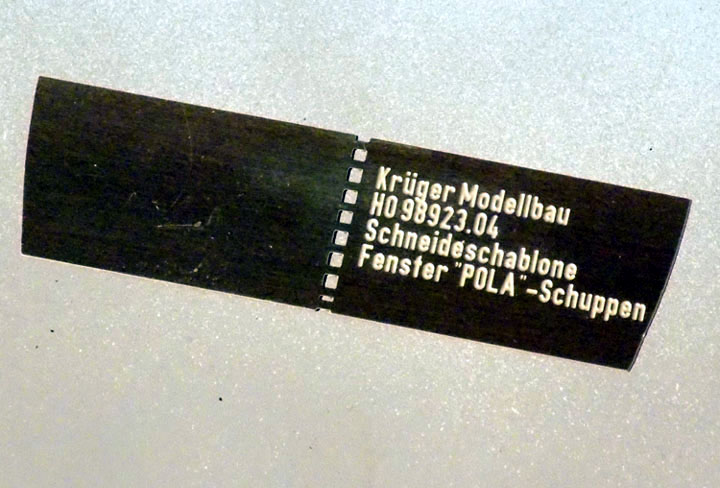 Krüger Modellbau
H0 98923.04
Schneideschablone
Fenster "POLA"-Schuppen